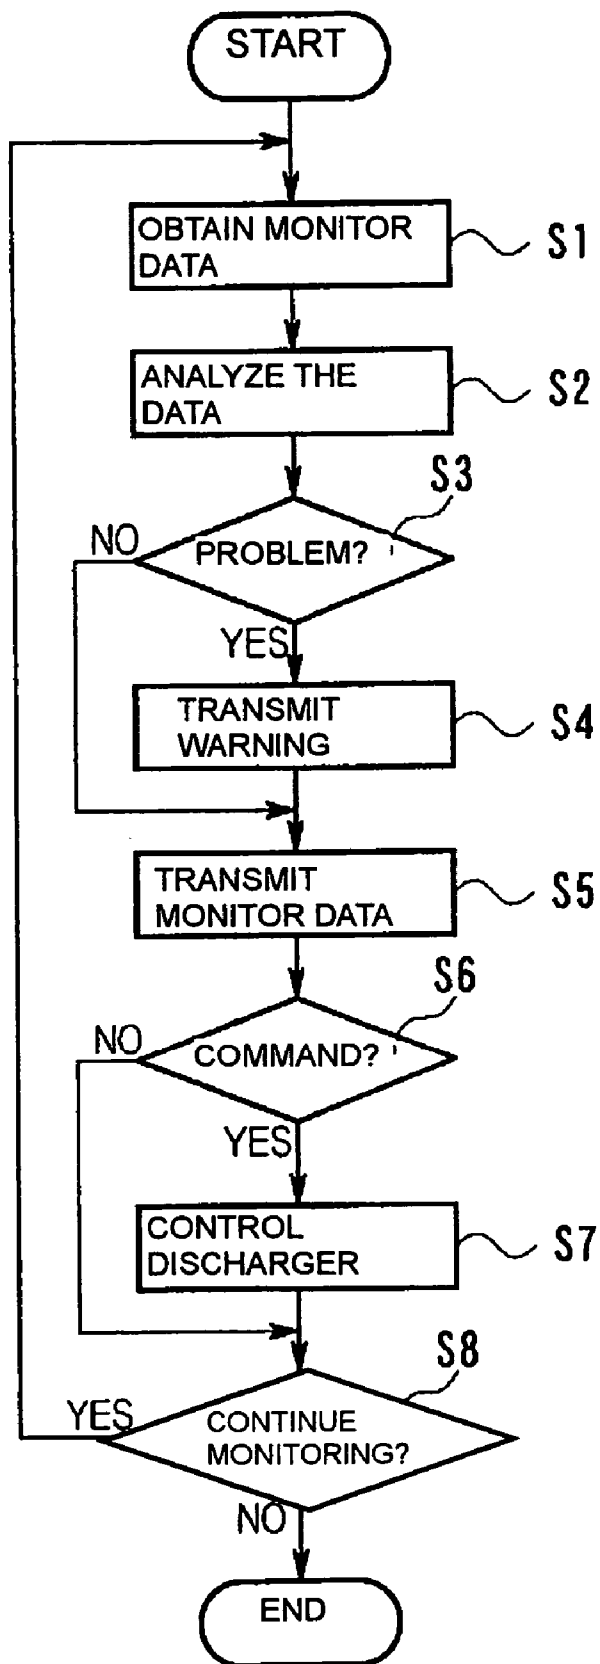 START
OBTAIN MONITOR
DATA
S1
ANALYZE THE
DATA
S2
S3
NO
PROBLEM?
YES
TRANSMIT
WARNING
S4
TRANSMIT
MONITOR DATA
S5
S6
NO
COMMAND?
YES
CONTROL
DISCHARGER
S7
S8
YES
CONTINUE
MONITORING?
NO
END